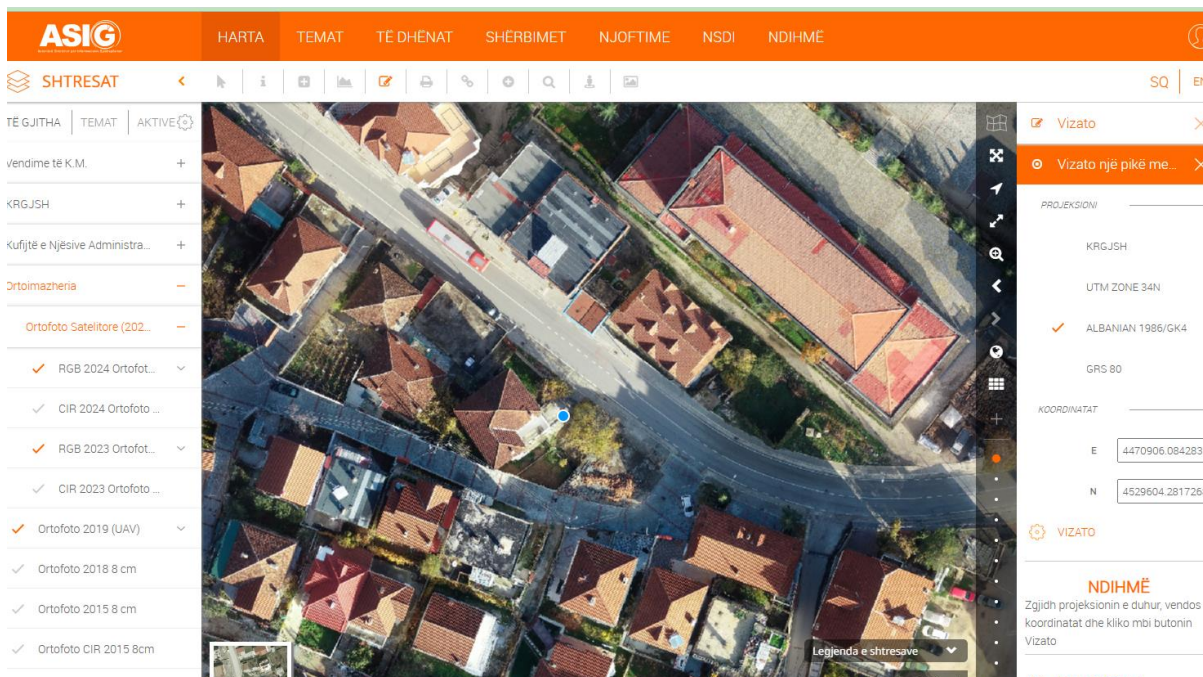 ASIG
HARTA TEMAT TË DHËNAT SHËRBIMET NJOFTIME NSDI NDIHMË
SHTRESAT
SQ EN
TË GJITHA TEMAT AKTIVE
Vendime të K.M.
KRGJSH
Kufijtë e Njësive Administra...
Ortoimazheria
Ortofoto Satelitore (202...
RGB 2024 Ortofot...
CIR 2024 Ortofoto ...
RGB 2023 Ortofot...
CIR 2023 Ortofoto ...
Ortofoto 2019 (UAV)
Ortofoto 2018 8 cm
Ortofoto 2015 8 cm
Ortofoto CIR 2015 8cm
Legjenda e shtresave
Vizato
Vizato një pikë me...
PROJEKSIONI
KRGJSH
UTM ZONE 34N
ALBANIAN 1986/GK4
GRS 80
KOORDINATAT
E 4470906.084283
N 4529604.281726
VIZATO
NDIHMË
Zgjidh projeksionin e duhur, vendos
koordinatat dhe kliko mbi butonin
Vizato